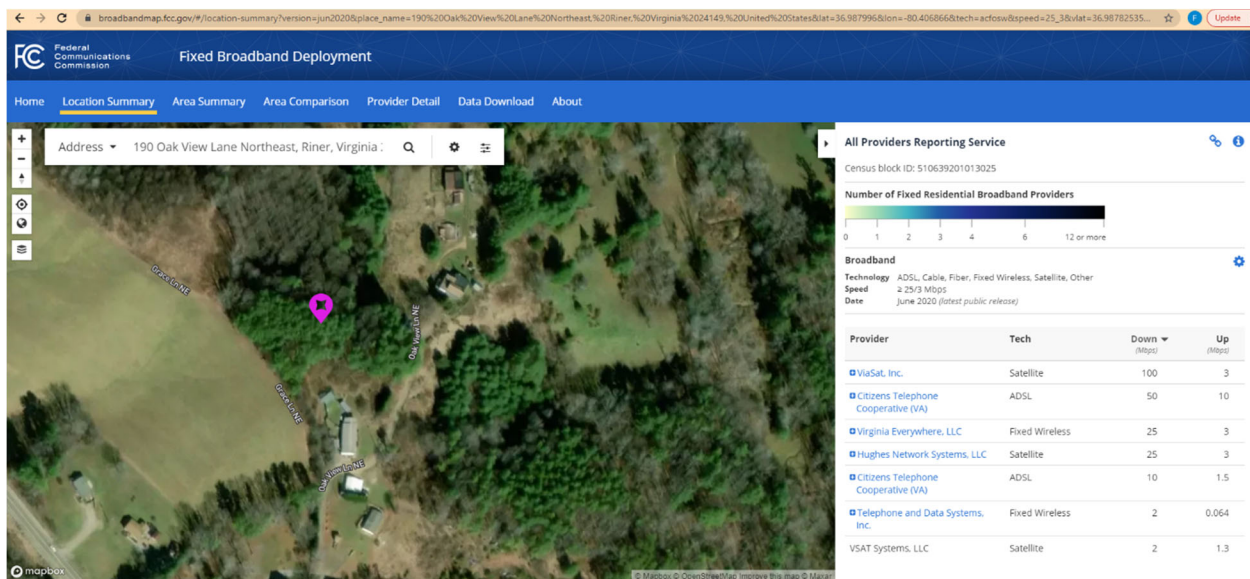 broadbandmap.fcc.gov/#/location-summary?version=jun2020&place_name=190%20Oak%20View%20Lane%20Northeast,%20Riner,%20Virginia%2024149,%20United%20States&lat=36.987996&lon=-80.406866&tech=acfosw&speed=25_3&vlat=36.98782535...
F
Update
FC
Federal
Communications
Commission
Fixed Broadband Deployment
Home Location Summary Area Summary Area Comparison Provider Detail Data Download About
Address 190 Oak View Lane Northeast, Riner, Virginia
Grace Ln NE
Oak View Ln NE
Grace Ln NE
Oak View Ln NE
mapbox
© Mapbox © OpenStreetMap Improve this map © Maxar
All Providers Reporting Service
Census block ID: 510639201013025
Number of Fixed Residential Broadband Providers
0 1 2 3 4 6 12 or more
Broadband
Technology ADSL, Cable, Fiber, Fixed Wireless, Satellite, Other
Speed ≥ 25/3 Mbps
Date June 2020 (latest public release)
Provider Tech Down Up
(Mbps) (Mbps)
ViaSat, Inc. Satellite 100 3
Citizens Telephone ADSL 50 10
Cooperative (VA)
Virginia Everywhere, LLC Fixed Wireless 25 3
Hughes Network Systems, LLC Satellite 25 3
Citizens Telephone ADSL 10 1.5
Cooperative (VA)
Telephone and Data Systems, Fixed Wireless 2 0.064
Inc.
VSAT Systems, LLC Satellite 2 1.3